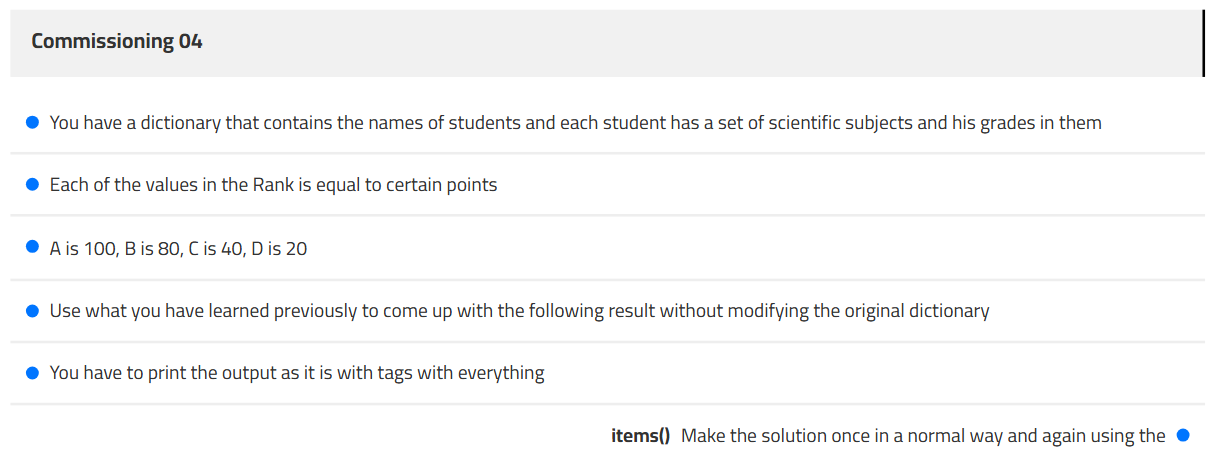 Commissioning 04
You have a dictionary that contains the names of students and each student has a set of scientific subjects and his grades in them
Each of the values in the Rank is equal to certain points
A is 100, B is 80, C is 40, D is 20
Use what you have learned previously to come up with the following result without modifying the original dictionary
You have to print the output as it is with tags with everything
items() Make the solution once in a normal way and again using the